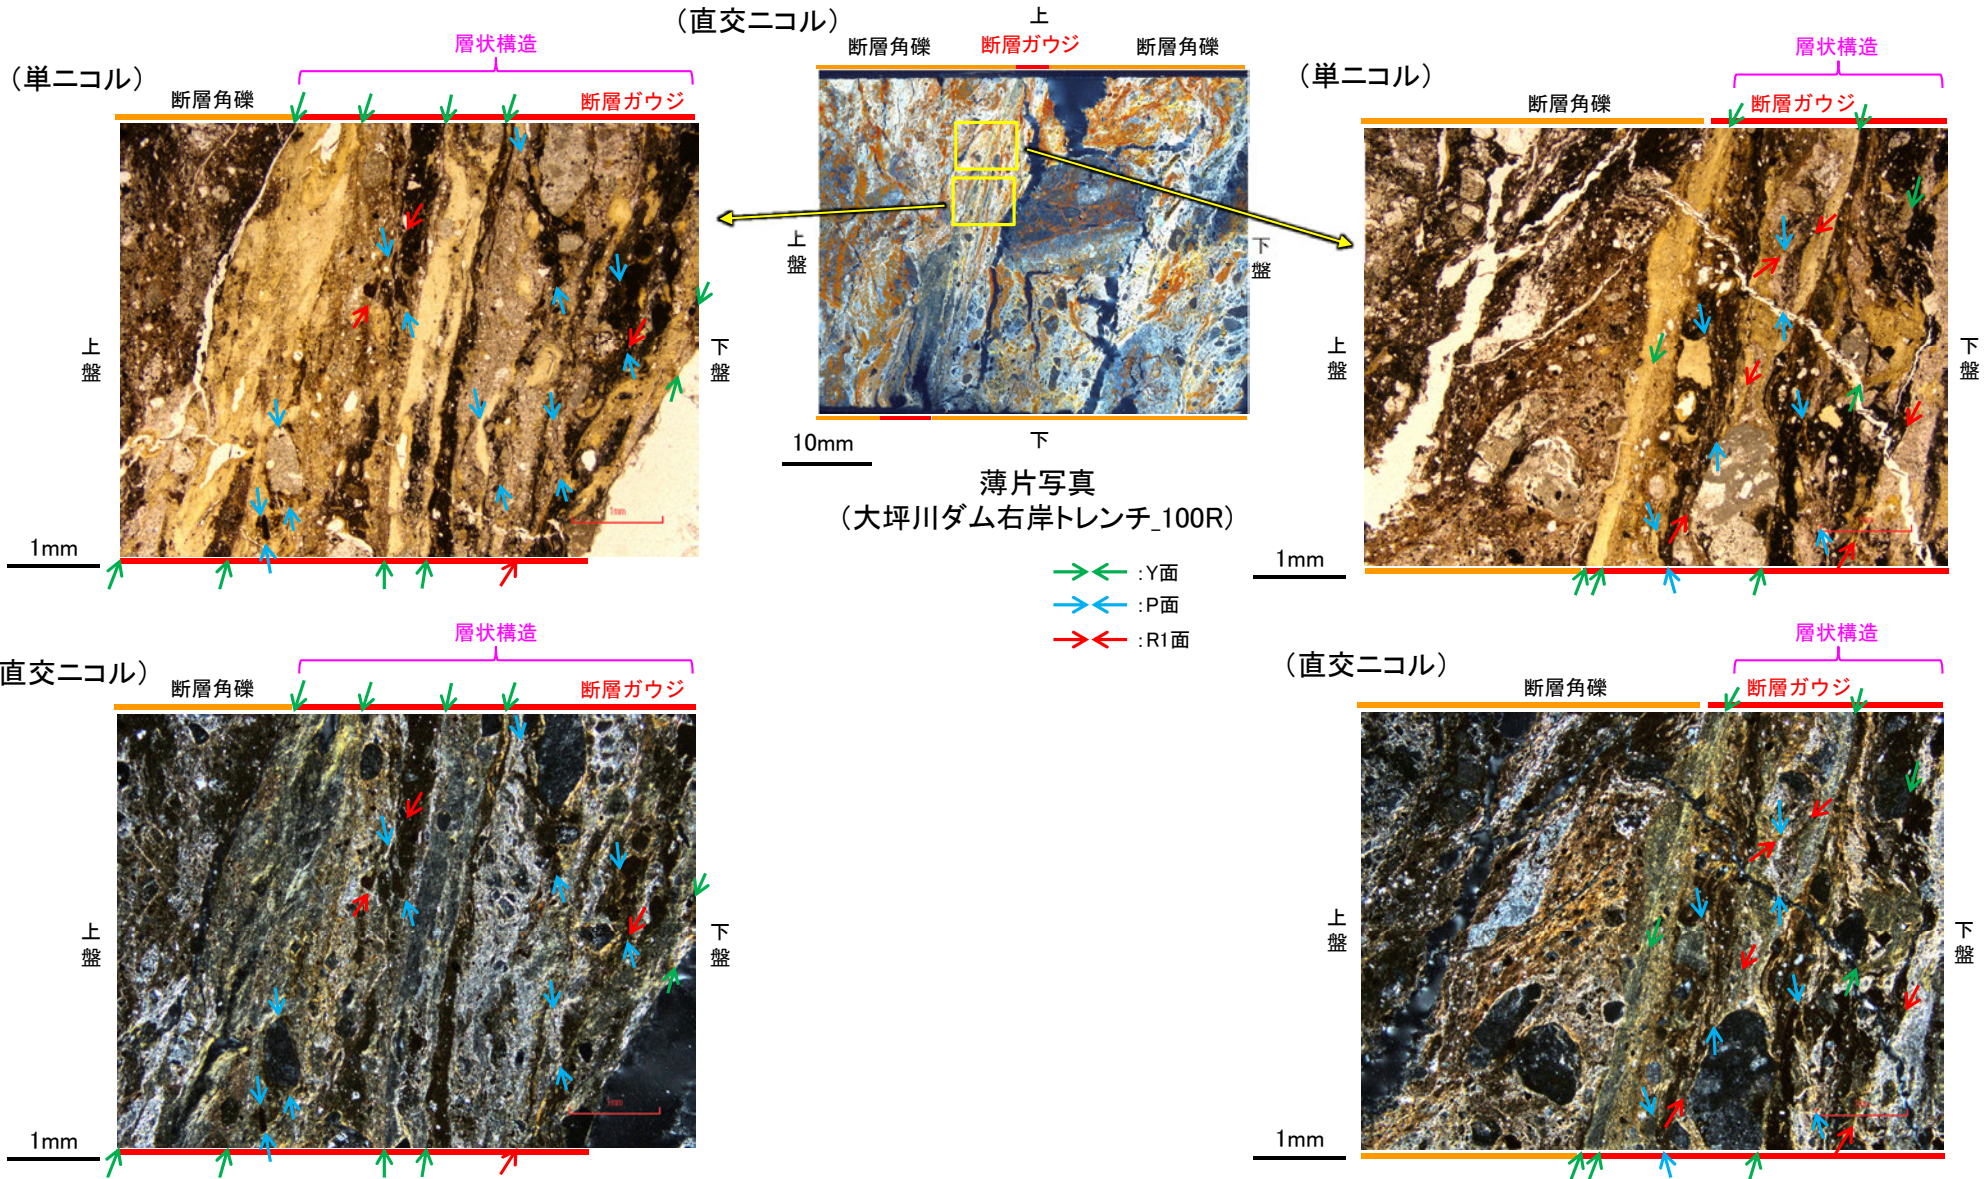 （直交ニコル）
上
断層角礫
断層ガウジ
断層角礫
上
盤
下
盤
10mm
下
薄片写真
（大坪川ダム右岸トレンチ_100R）
:Y面
:P面
:R1面
層状構造
（単ニコル）
断層角礫
断層ガウジ
上
盤
下
盤
1mm
1mm
層状構造
（単ニコル）
断層角礫
断層ガウジ
上
盤
下
盤
1mm
層状構造
直交ニコル）
断層角礫
断層ガウジ
上
盤
下
盤
1mm
層状構造
（直交ニコル）
断層角礫
断層ガウジ
上
盤
下
盤
1mm